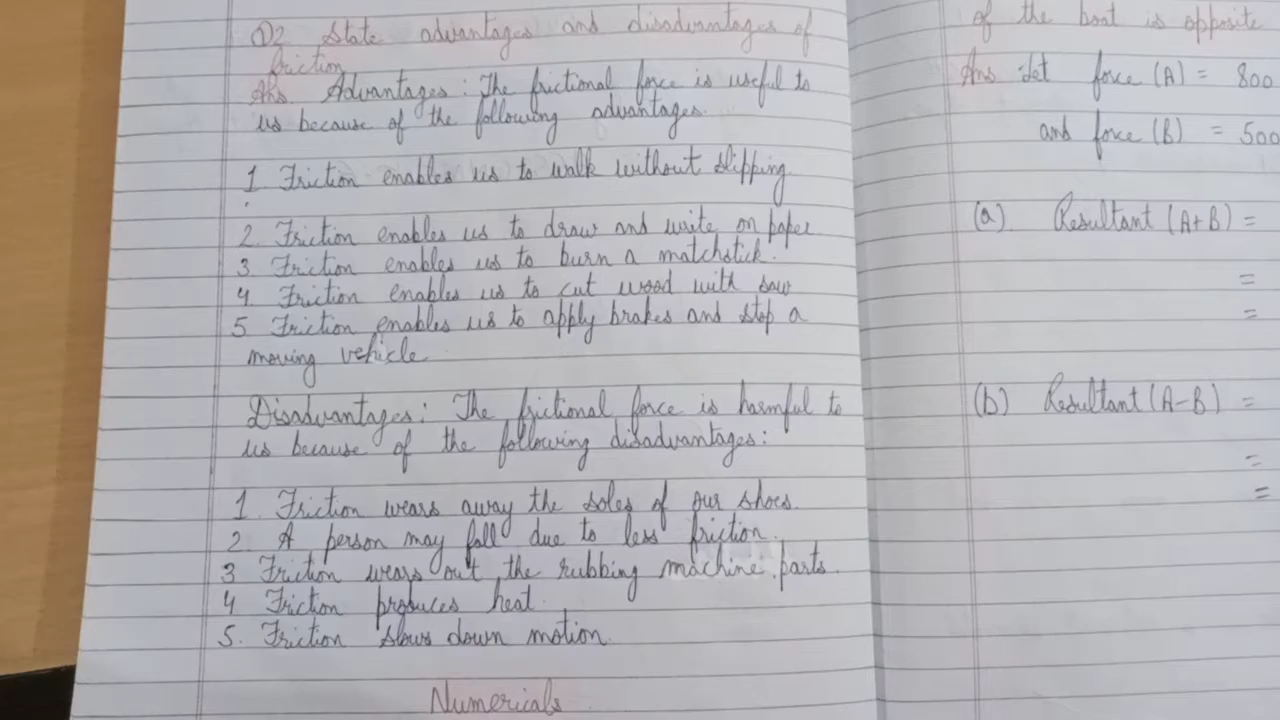 Q2 State advantages and disadvantages of
friction
Ans Advantages : The frictional force is useful to
us because of the following advantages.
1. Friction enables us to walk without slipping.
2. Friction enables us to draw and write on paper
3. Friction enables us to burn a matchstick.
4. Friction enables us to cut wood with saw
5 Friction enables us to apply brakes and stop a
moving vehicle.
Disadvantages : The frictional force is harmful to
us because of the following disadvantages :
1. Friction wears away the soles of our shoes.
2. A person may fall due to less friction.
3 Friction wears out the rubbing machine parts.
4 Friction produces heat.
5. Friction slows down motion.
Numericals
of the boat is opposite
Ans let force (A) = 800
and force (B) = 500
(a) Resultant (A+B) =
=
=
(b) Resultant (A-B) =
=
=